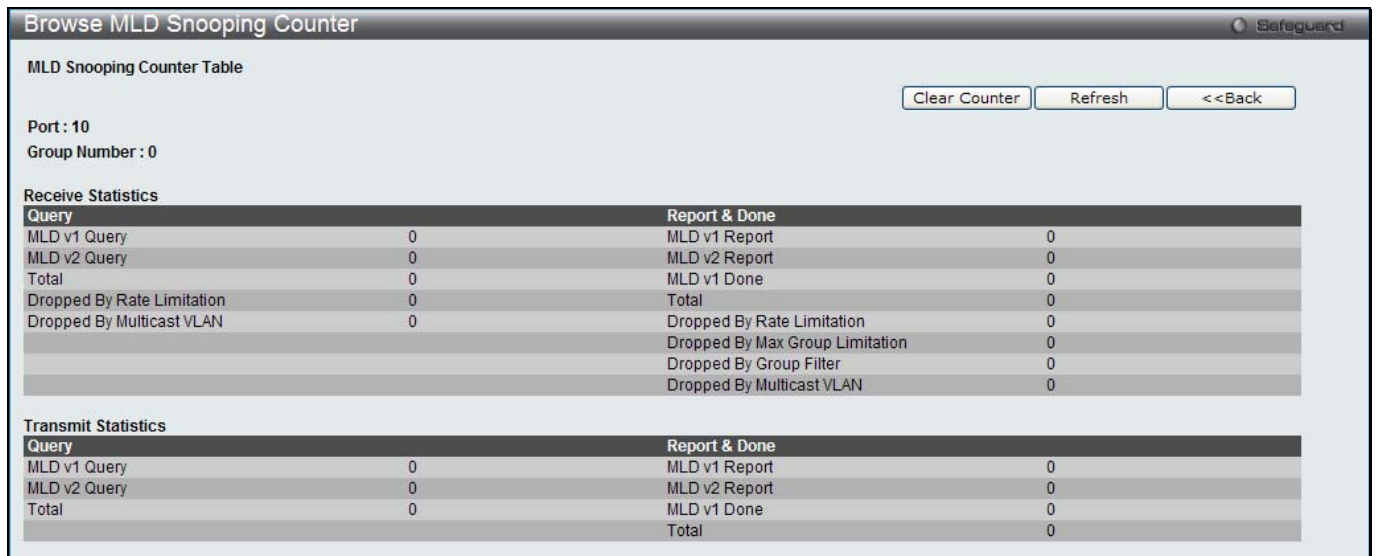 Browse MLD Snooping Counter
Safeguard
MLD Snooping Counter Table
Clear Counter Refresh <<Back
Port : 10
Group Number : 0
Receive Statistics
Query Report & Done
MLD v1 Query 0 MLD v1 Report 0
MLD v2 Query 0 MLD v2 Report 0
Total 0 MLD v1 Done 0
Dropped By Rate Limitation 0 Total 0
Dropped By Multicast VLAN 0 Dropped By Rate Limitation 0
Dropped By Max Group Limitation 0
Dropped By Group Filter 0
Dropped By Multicast VLAN 0
Transmit Statistics
Query Report & Done
MLD v1 Query 0 MLD v1 Report 0
MLD v2 Query 0 MLD v2 Report 0
Total 0 MLD v1 Done 0
Total 0